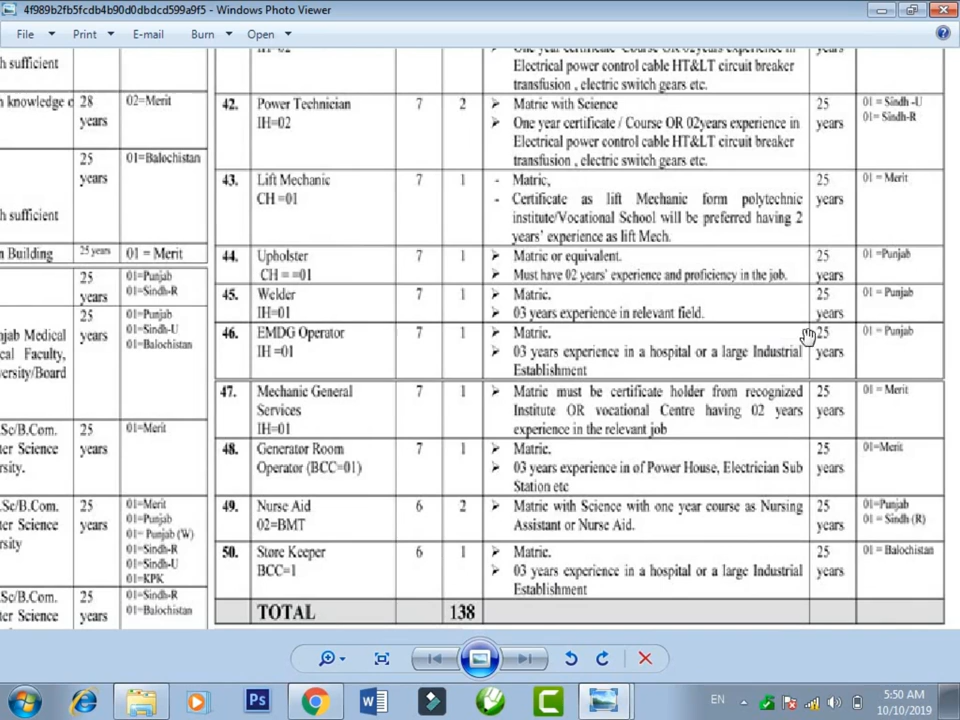 4f989b2fb5fcdb4b90d0dbdcd599a9f5 - Windows Photo Viewer
File Print E-mail Burn Open
h sufficient
h knowledge o 28 years 02=Merit
25 years 01=Balochistan
h sufficient
n Building 25 years 01 = Merit
25 years 01=Punjab
01=Sindh-R
25 years 01=Punjab
01=Sindh-U
01=Balochistan
njab Medical
cal Faculty,
versity/Board
.Sc/B.Com. 25 years 01=Merit
ter Science
rsity.
.Sc/B.Com. 25 years 01=Merit
ter Science 01=Punjab
rsity 01= Punjab (W)
01=Sindh-R
01=Sindh-U
01=KPK
.Sc/B.Com. 25 years 01=Sindh-R
ter Science 01=Balochistan
One year certificate Course OR 02years experience in
Electrical power control cable HT&LT circuit breaker
transfusion , electric switch gears etc.
42. Power Technician 7 2 ➢ Matric with Science 25 01 = Sindh -U
IH=02 ➢ One year certificate / Course OR 02years experience in years 01= Sindh-R
Electrical power control cable HT&LT circuit breaker
transfusion , electric switch gears etc.
43. Lift Mechanic 7 1 - Matric, 25 01 = Merit
CH =01 - Certificate as lift Mechanic form polytechnic years
institute/Vocational School will be preferred having 2
years' experience as lift Mech.
44. Upholster 7 1 ➢ Matric or equivalent. 25 01 =Punjab
CH = =01 ➢ Must have 02 years' experience and proficiency in the job. years
45. Welder 7 1 ➢ Matric. 25 01 = Punjab
IH=01 ➢ 03 years experience in relevant field. years
46. EMDG Operator 7 1 ➢ Matric. 25 01 = Punjab
IH =01 ➢ 03 years experience in a hospital or a large Industrial years
Establishment
47. Mechanic General 7 1 ➢ Matric must be certificate holder from recognized 25 01 = Merit
Services Institute OR vocational Centre having 02 years years
IH=01 experience in the relevant job
48. Generator Room 7 1 ➢ Matric. 25 01=Merit
Operator (BCC=01) ➢ 03 years experience in of Power House, Electrician Sub years
Station etc
49. Nurse Aid 6 2 ➢ Matric with Science with one year course as Nursing 25 01=Punjab
02=BMT Assistant or Nurse Aid. years 01 = Sindh (R)
50. Store Keeper 6 1 ➢ Matric. 25 01 = Balochistan
BCC=1 ➢ 03 years experience in a hospital or a large Industrial years
Establishment
TOTAL 138
Ps
W
C
EN
5:50 AM
10/10/2019